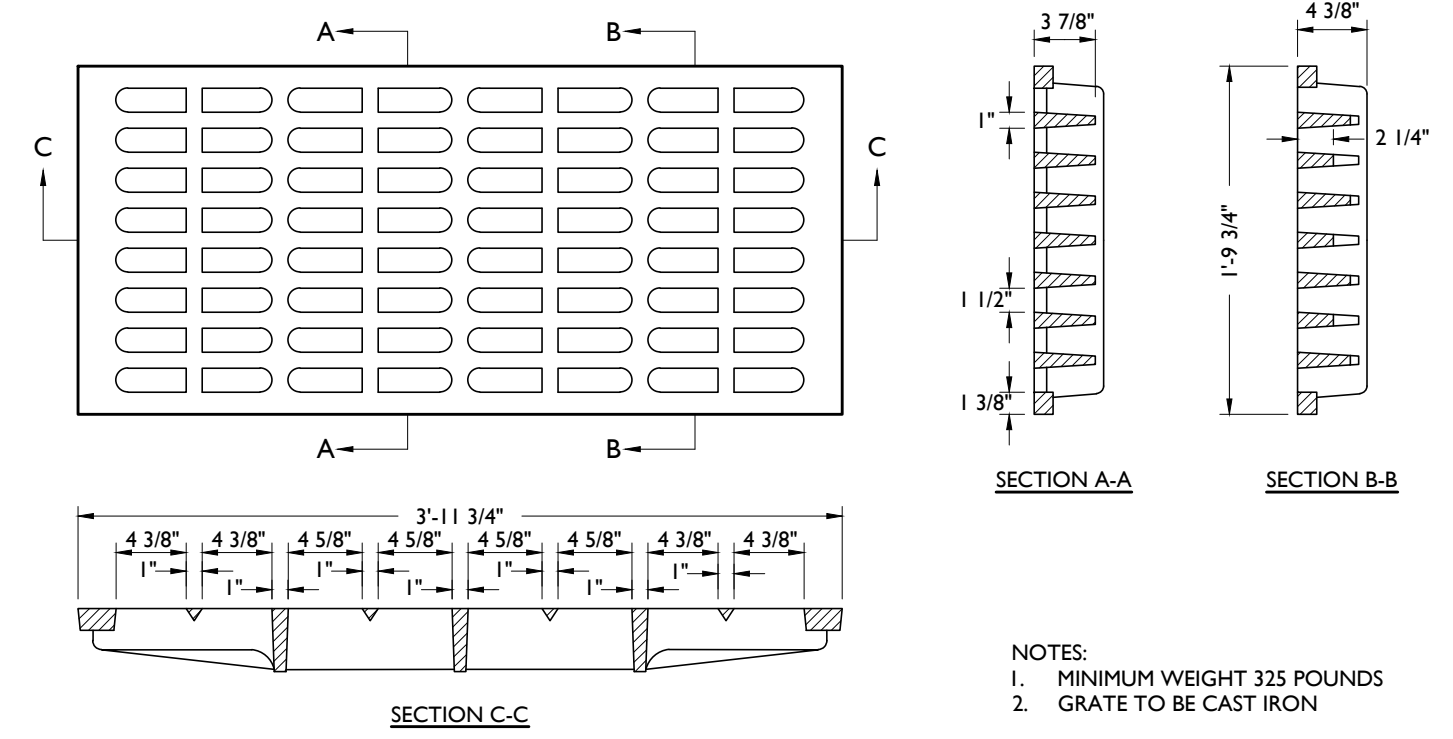 A B
C C
A B
3'-11 3/4"
4 3/8" 4 3/8" 4 5/8" 4 5/8" 4 5/8" 4 5/8" 4 3/8" 4 3/8"
1" 1" 1" 1"
1" 1" 1"
SECTION C-C
3 7/8"
1"
1 1/2"
1 3/8"
SECTION A-A
4 3/8"
2 1/4"
1'-9 3/4"
SECTION B-B
NOTES:
1. MINIMUM WEIGHT 325 POUNDS
2. GRATE TO BE CAST IRON